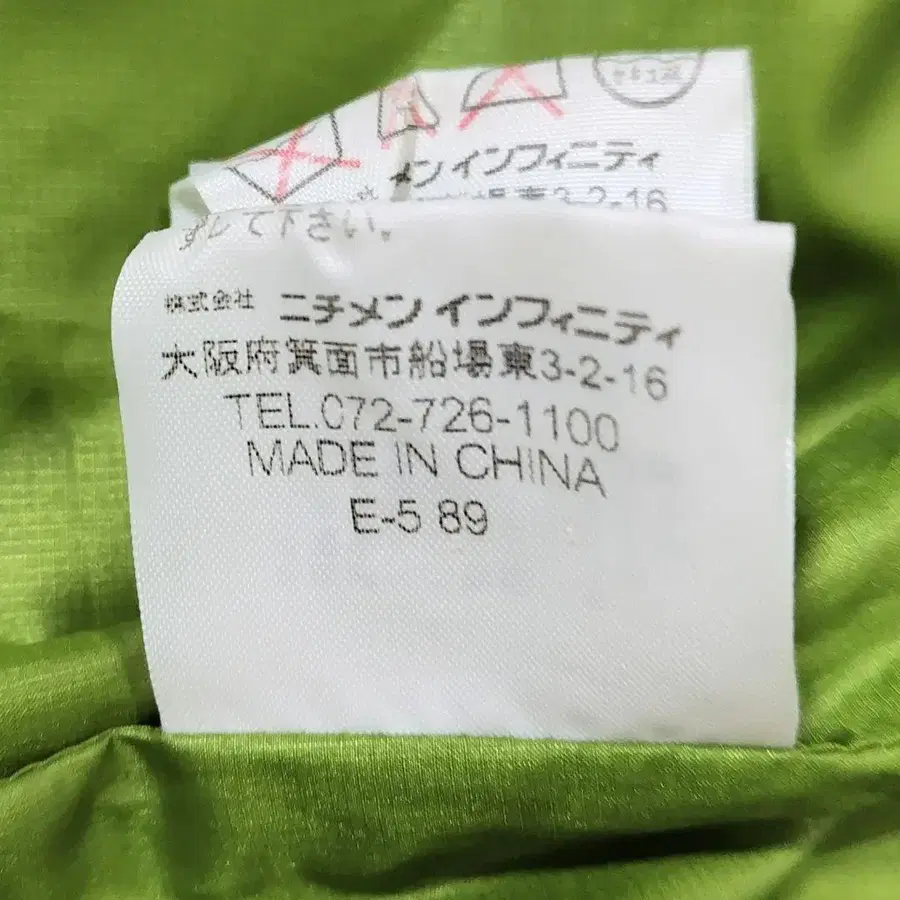 ン インフィニティ
場東3-2-16
して下さい。
株式会社 ニチメン インフィニティ
大阪府箕面市船場東3-2-16
TEL.072-726-1100
MADE IN CHINA
E-5 89